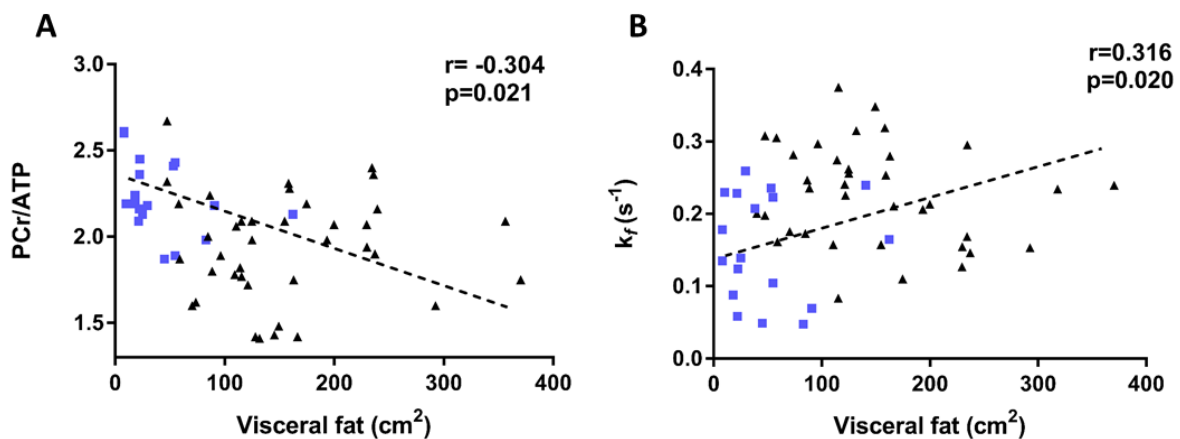 A
r= -0.304
p=0.021
3.0
2.5
2.0
1.5
PCr/ATP
0 100 200 300 400
Visceral fat (cm²)
B
r=0.316
p=0.020
0.4
0.3
0.2
0.1
0.0
k_f (s⁻¹)
0 100 200 300 400
Visceral fat (cm²)